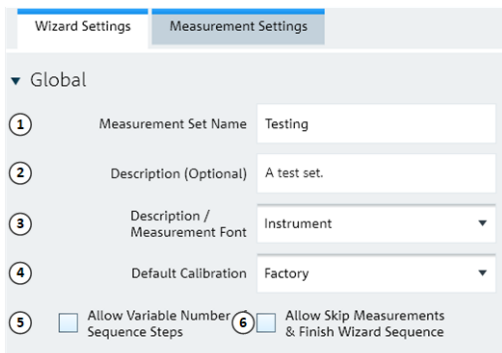 Wizard Settings
Measurement Settings
Global
1 Measurement Set Name Testing
2 Description (Optional) A test set.
3 Description /
Measurement Font Instrument
4 Default Calibration Factory
5 Allow Variable Number
Sequence Steps
6 Allow Skip Measurements
& Finish Wizard Sequence